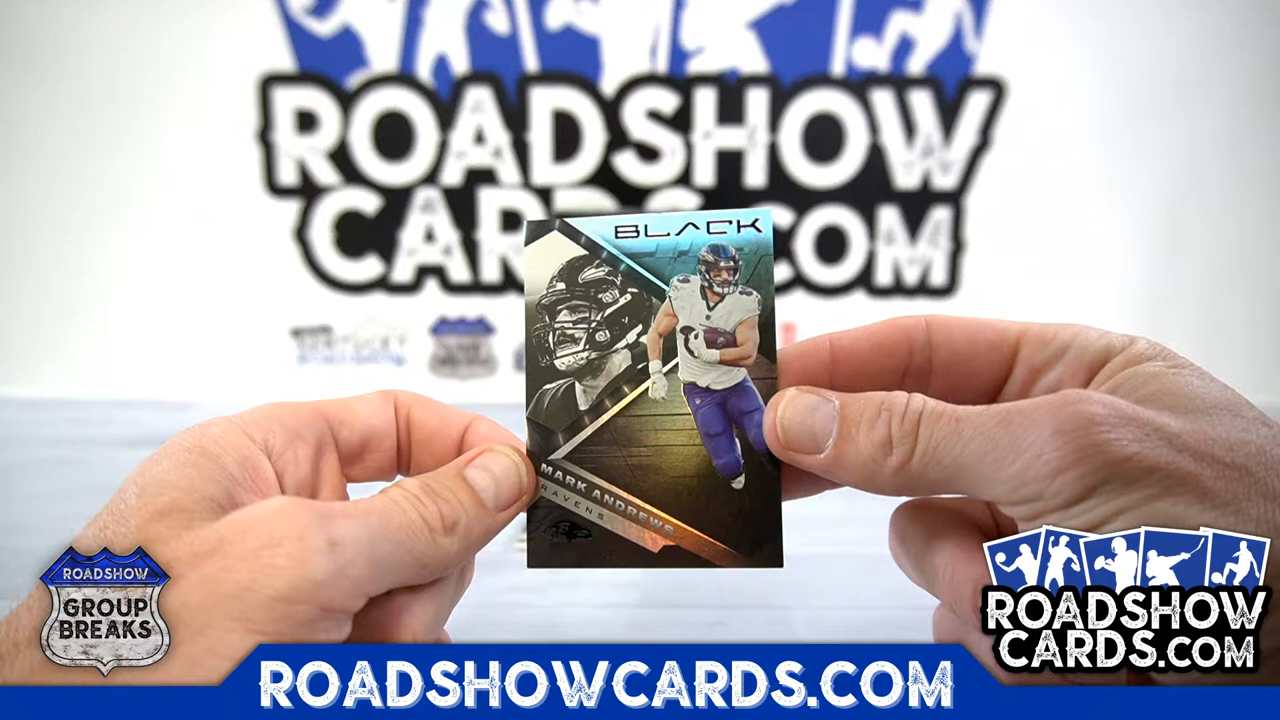 ROADSHOW
CARDS.COM
BLACK
MARK ANDREWS
RAVENS
ROADSHOW
GROUP
BREAKS
ROADSHOW
CARDS.COM
ROADSHOWCARDS.COM